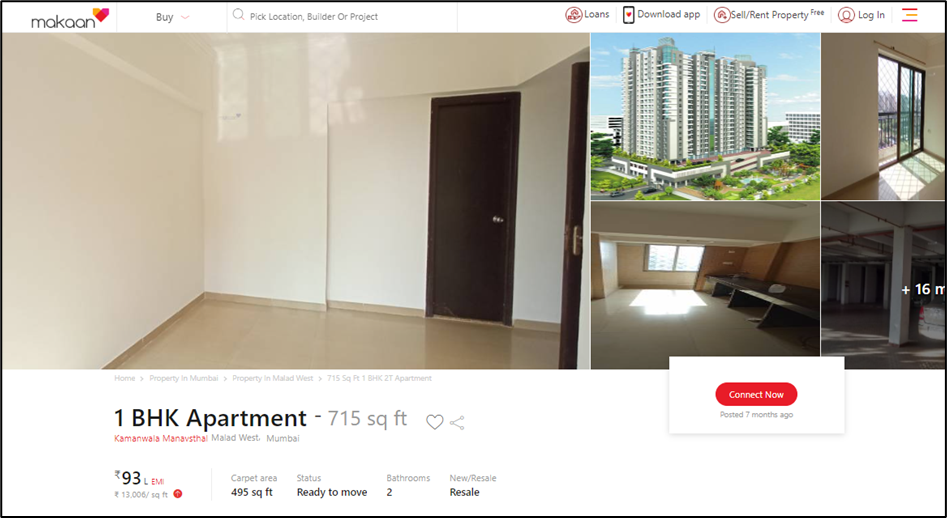 makaan
Buy
Pick Location, Builder Or Project
Loans
Download app
Sell/Rent Property Free
Log In
+ 16 m
Home > Property In Mumbai > Property In Malad West > 715 Sq Ft 1 BHK 2T Apartment
Connect Now
Posted 7 months ago
1 BHK Apartment - 715 sq ft
Kamanwala Manavsthal Malad West, Mumbai
₹93 L EMI
₹ 13,006/ sq ft
Carpet area
495 sq ft
Status
Ready to move
Bathrooms
2
New/Resale
Resale